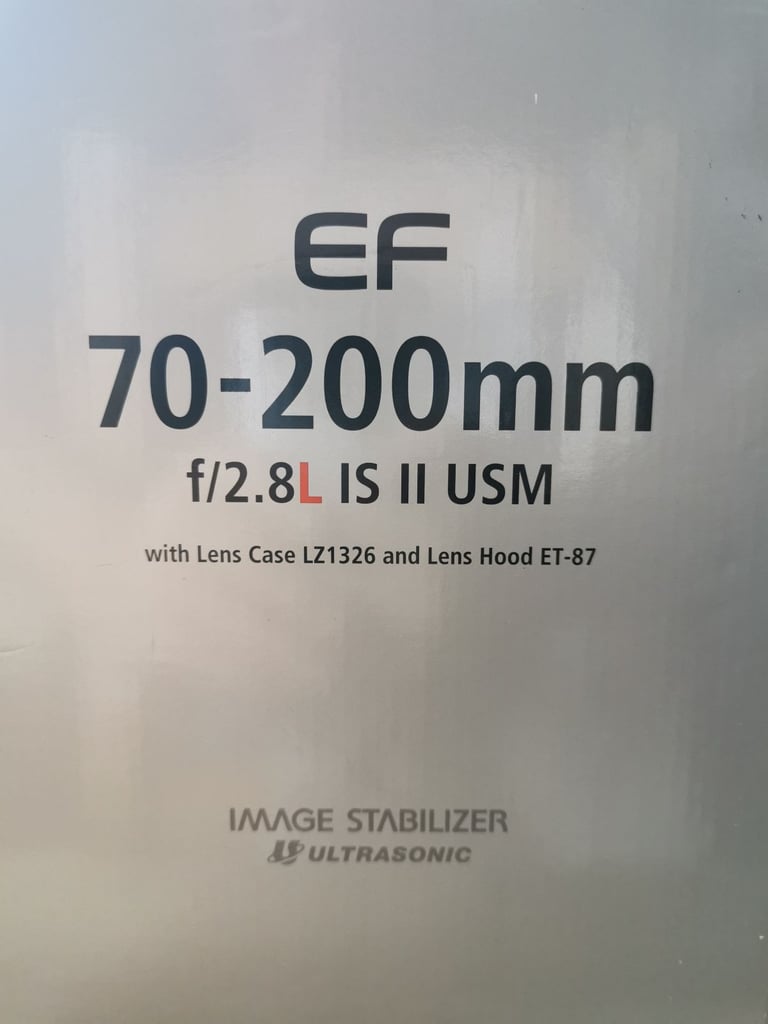 EF
70-200mm
f/2.8L IS II USM
with Lens Case LZ1326 and Lens Hood ET-87
IMAGE STABILIZER
ULTRASONIC